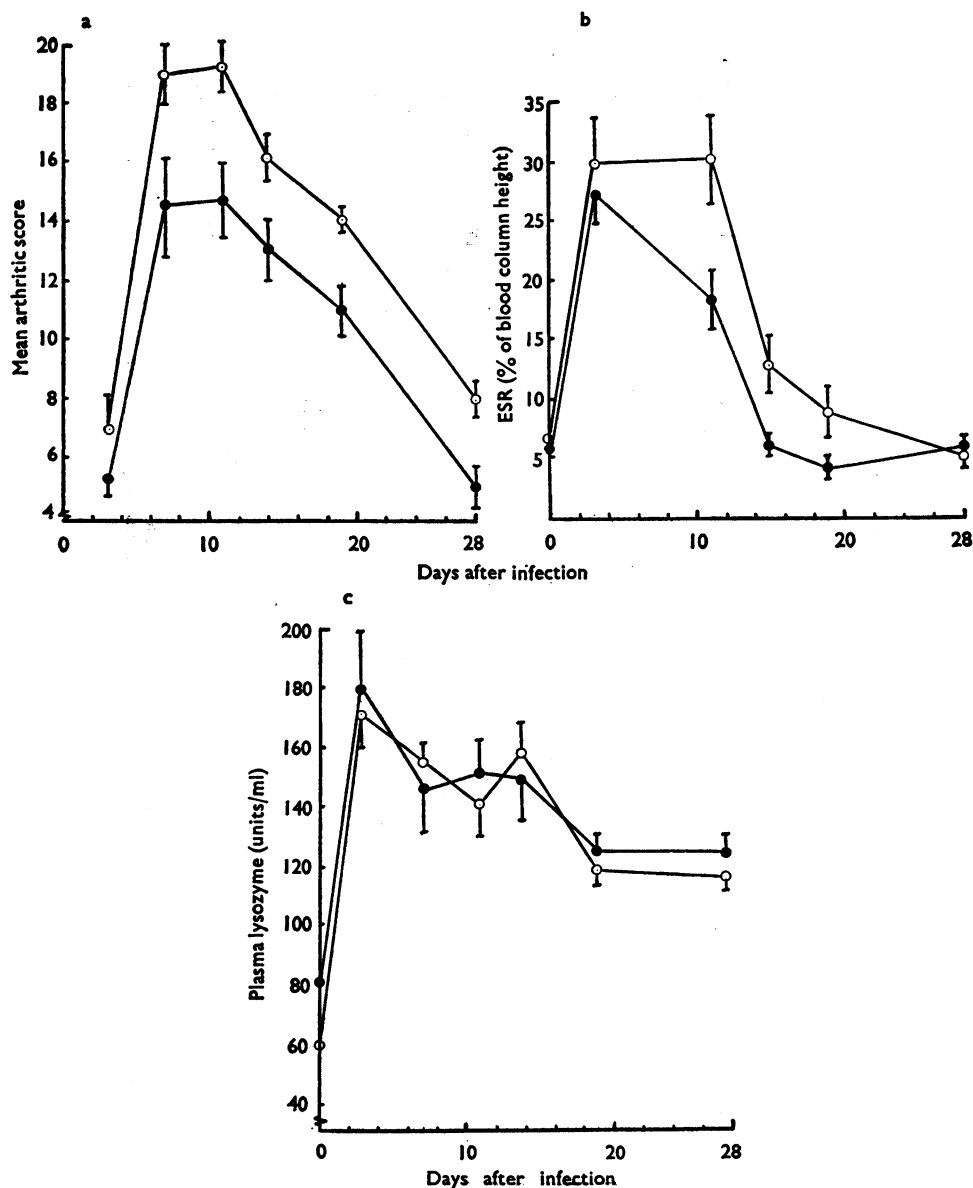 a
20
18
16
14
12
10
8
6
4
Mean arthritic score
0 10 20 28
b
35
30
25
20
15
10
5
ESR (% of blood column height)
0 10 20 28
Days after infection
c
200
180
160
140
120
100
80
60
40
Plasma lysozyme (units/ml)
0 10 20 28
Days after infection